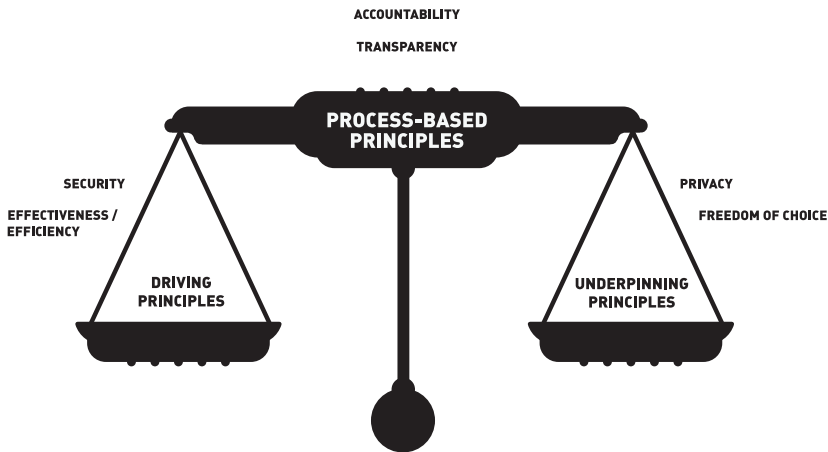 ACCOUNTABILITY
TRANSPARENCY
PROCESS-BASED
PRINCIPLES
SECURITY
EFFECTIVENESS /
EFFICIENCY
DRIVING
PRINCIPLES
PRIVACY
FREEDOM OF CHOICE
UNDERPINNING
PRINCIPLES